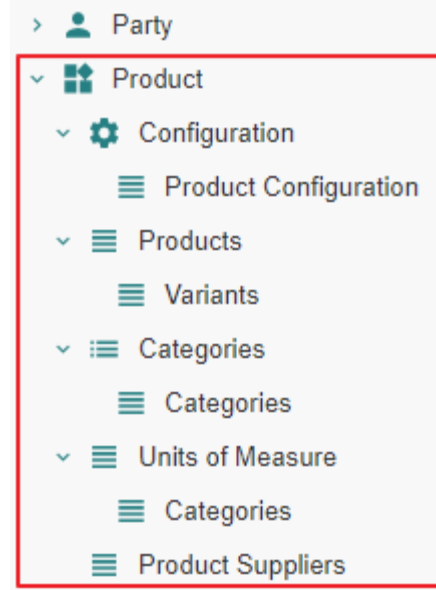 Party
Product
Configuration
Product Configuration
Products
Variants
Categories
Categories
Units of Measure
Categories
Product Suppliers